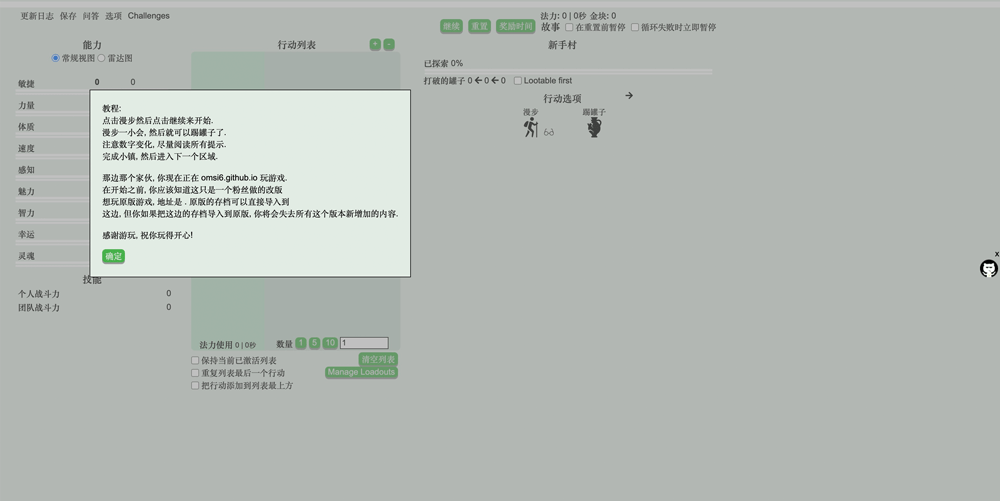 更新日志 保存 问答 选项 Challenges
法力: 0 | 0秒 金块: 0
继续 重置 奖励时间 故事 在重置前暂停 循环失败时立即暂停
能力
常规视图 雷达图
敏捷 0 0
力量
体质
速度
感知
魅力
智力
幸运
灵魂
技能
个人战斗力 0
团队战斗力 0
行动列表 + -
教程:
点击漫步然后点击继续来开始.
漫步一小会, 然后就可以踢罐子了.
注意数字变化, 尽量阅读所有提示.
完成小镇, 然后进入下一个区域.
那边那个家伙, 你现在正在 omsi6.github.io 玩游戏.
在开始之前, 你应该知道这只是一个粉丝做的改版
想玩原版游戏, 地址是 . 原版的存档可以直接导入到
这边, 但你如果把这边的存档导入到原版, 你将会失去所有这个版本新增加的内容.
感谢游玩, 祝你玩得开心!
确定
法力使用 0 | 0秒 数量 1 5 10 1
保持当前已激活列表 清空列表
重复列表最后一个行动 Manage Loadouts
把行动添加到列表最上方
新手村
已探索 0%
打破的罐子 0 ← 0 ← 0 Lootable first
行动选项 →
漫步 踢罐子
x